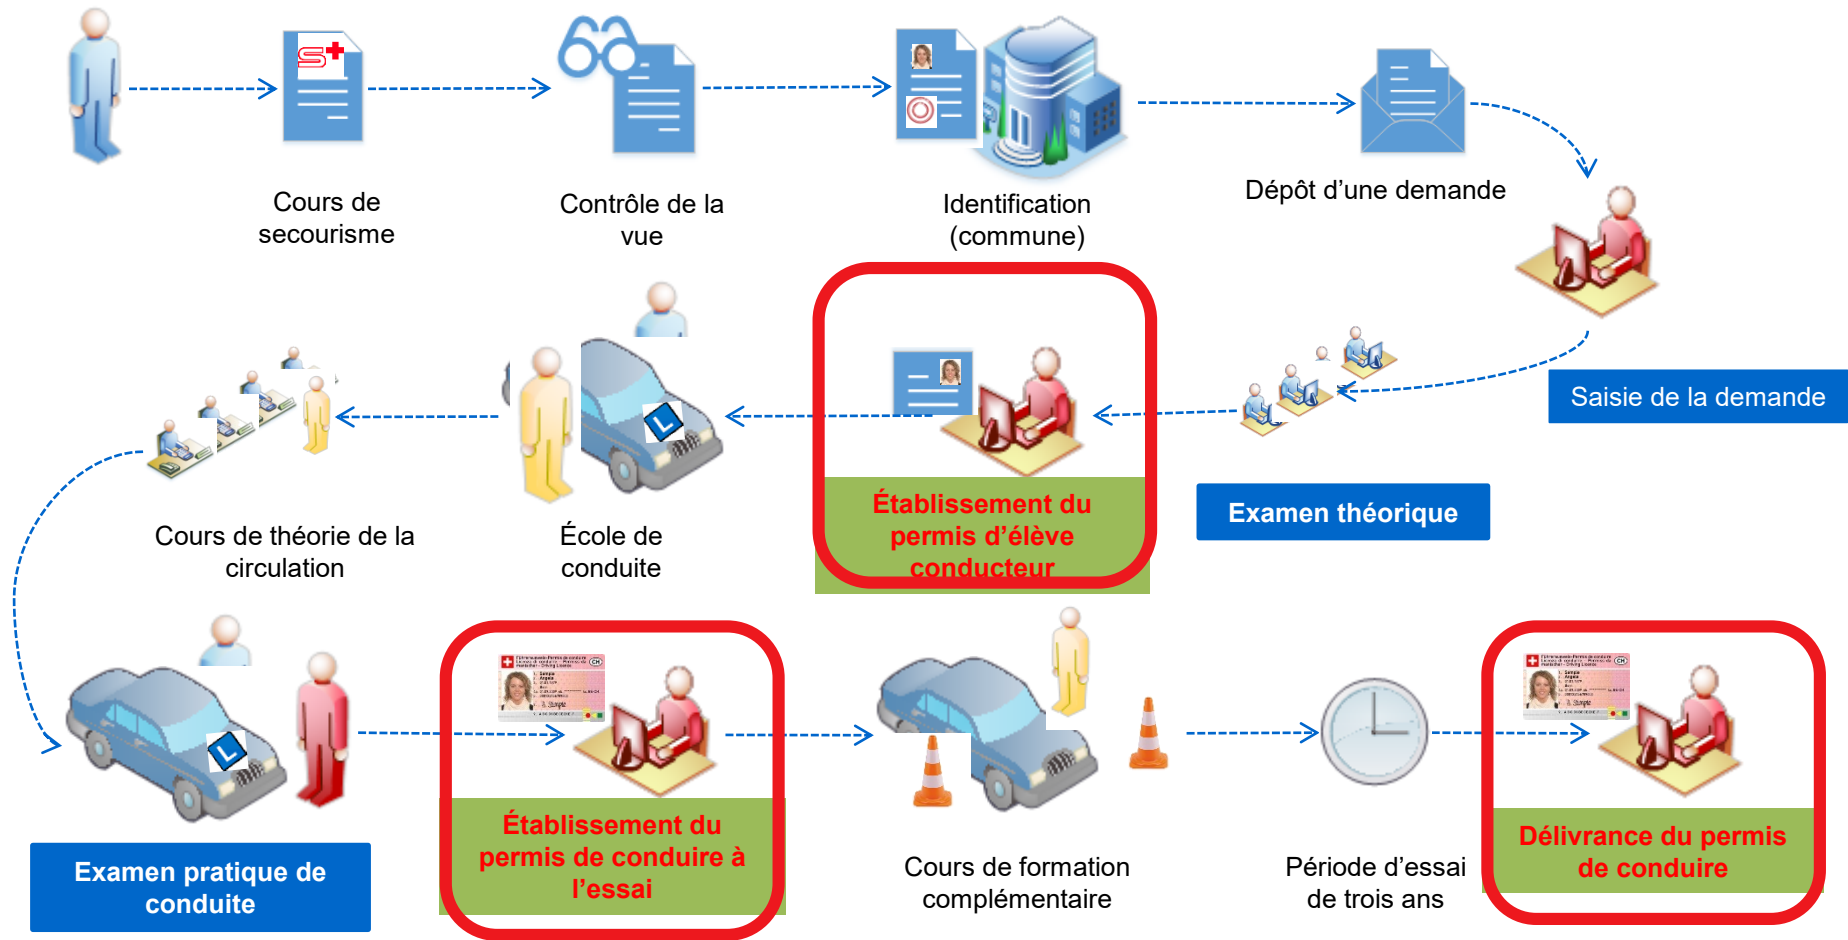 Cours de
secourisme
Contrôle de la
vue
Identification
(commune)
Dépôt d’une demande
Saisie de la demande
Examen théorique
Établissement du
permis d’élève
conducteur
L
École de
conduite
Cours de théorie de la
circulation
L
Examen pratique de
conduite
CH
Établissement du
permis de conduire à
l’essai
Cours de formation
complémentaire
Période d’essai
de trois ans
CH
Délivrance du permis
de conduire